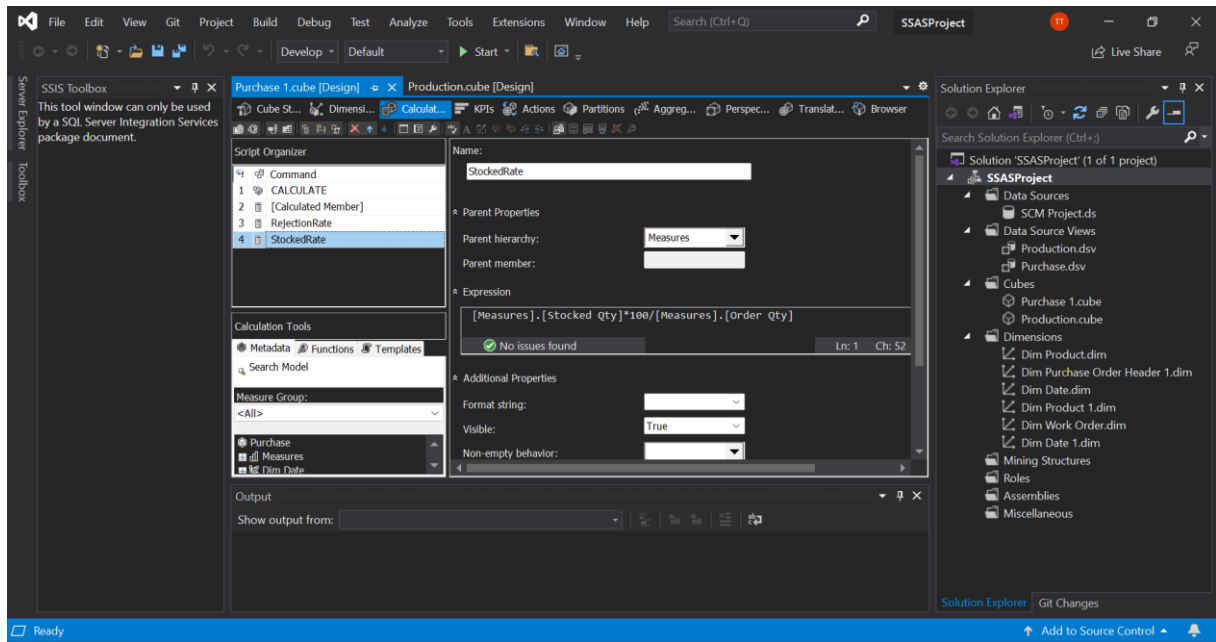 File Edit View Git Project Build Debug Test Analyze Tools Extensions Window Help Search (Ctrl+Q) SSASProject TT
Develop Default Start Live Share
Server Explorer
Toolbox
SSIS Toolbox
This tool window can only be used
by a SQL Server Integration Services
package document.
Purchase 1.cube [Design] Production.cube [Design]
Cube St... Dimensi... Calculat... KPIs Actions Partitions Aggreg... Perspec... Translat... Browser
Script Organizer
Command
1 CALCULATE
2 [Calculated Member]
3 RejectionRate
4 StockedRate
Calculation Tools
Metadata Functions Templates
Search Model
Measure Group:
<All>
Purchase
Measures
Dim Date
Name:
StockedRate
Parent Properties
Parent hierarchy: Measures
Parent member:
Expression
[Measures].[Stocked Qty]*100/[Measures].[Order Qty]
No issues found Ln: 1 Ch: 52
Additional Properties
Format string:
Visible: True
Non-empty behavior:
Output
Show output from:
Solution Explorer
Search Solution Explorer (Ctrl+;)
Solution 'SSASProject' (1 of 1 project)
SSASProject
Data Sources
SCM Project.ds
Data Source Views
Production.dsv
Purchase.dsv
Cubes
Purchase 1.cube
Production.cube
Dimensions
Dim Product.dim
Dim Purchase Order Header 1.dim
Dim Date.dim
Dim Product 1.dim
Dim Work Order.dim
Dim Date 1.dim
Mining Structures
Roles
Assemblies
Miscellaneous
Solution Explorer Git Changes
Ready Add to Source Control